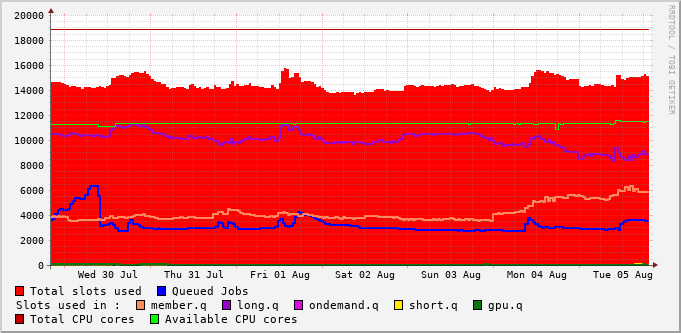 20000
18000
16000
14000
12000
10000
8000
6000
4000
2000
0
Wed 30 Jul Thu 31 Jul Fri 01 Aug Sat 02 Aug Sun 03 Aug Mon 04 Aug Tue 05 Aug
RRDTOOL / TOBI OETIKER
Total slots used Queued Jobs
Slots used in : member.q long.q ondemand.q short.q gpu.q
Total CPU cores Available CPU cores